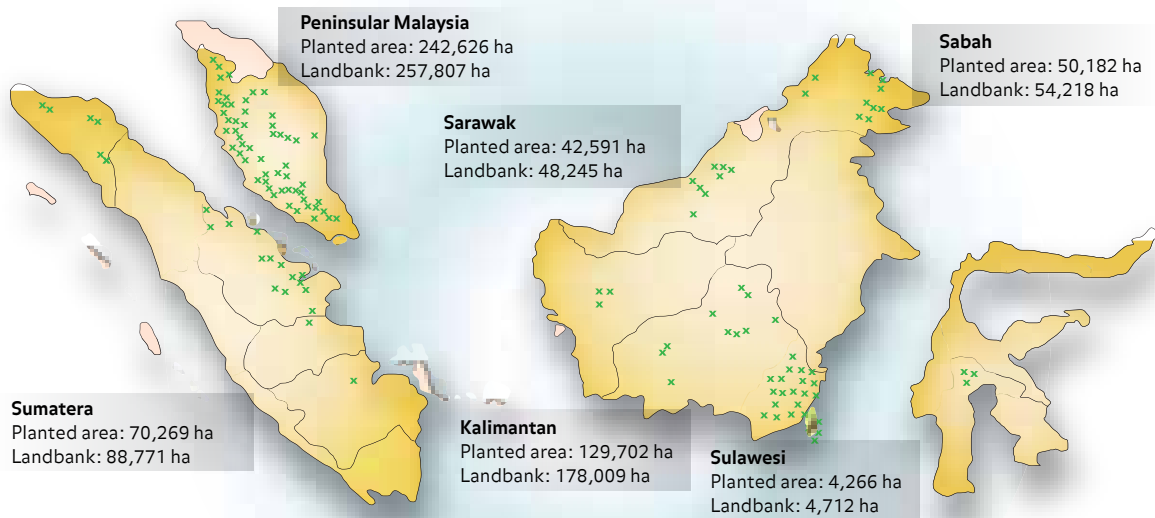 Peninsular Malaysia
Planted area: 242,626 ha
Landbank: 257,807 ha
Sabah
Planted area: 50,182 ha
Landbank: 54,218 ha
Sarawak
Planted area: 42,591 ha
Landbank: 48,245 ha
Sumatera
Planted area: 70,269 ha
Landbank: 88,771 ha
Kalimantan
Planted area: 129,702 ha
Landbank: 178,009 ha
Sulawesi
Planted area: 4,266 ha
Landbank: 4,712 ha